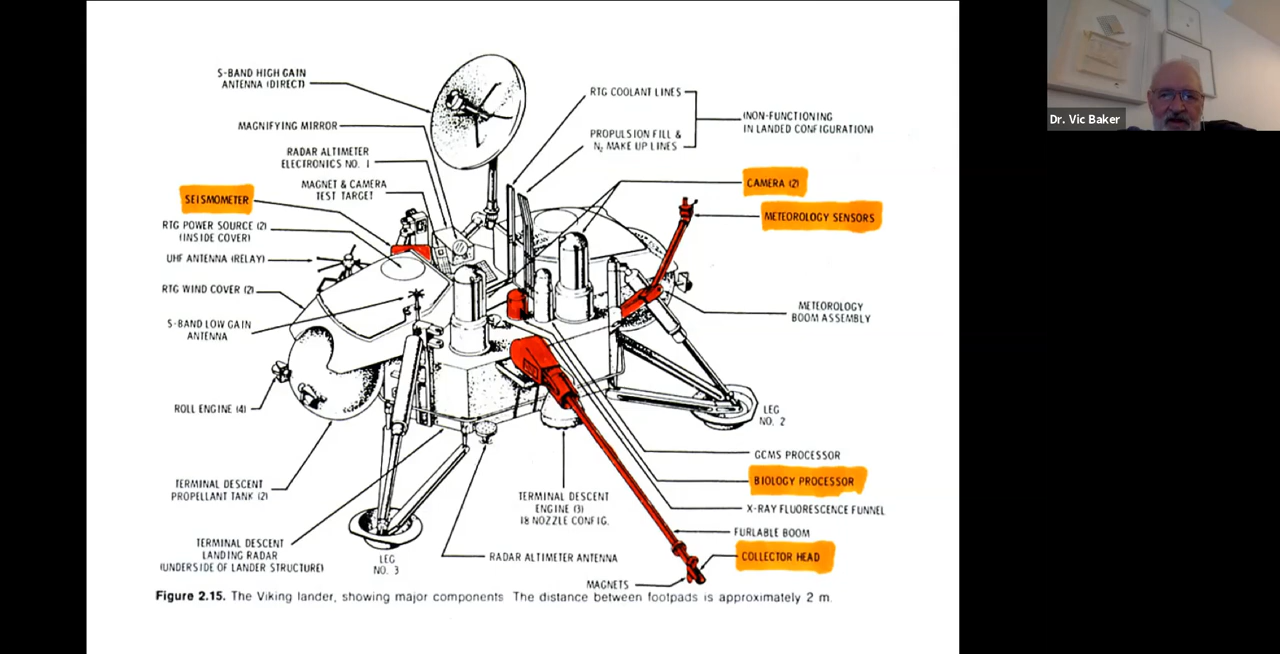 S-BAND HIGH GAIN
ANTENNA (DIRECT)
MAGNIFYING MIRROR
RADAR ALTIMETER
ELECTRONICS NO. 1
MAGNET & CAMERA
TEST TARGET
SEISMOMETER
RTG POWER SOURCE (2)
(INSIDE COVER)
UHF ANTENNA (RELAY)
RTG WIND COVER (2)
S-BAND LOW GAIN
ANTENNA
ROLL ENGINE (4)
TERMINAL DESCENT
PROPELLANT TANK (2)
TERMINAL DESCENT
LANDING RADAR
(UNDERSIDE OF LANDER STRUCTURE)
LEG
NO. 3
RADAR ALTIMETER ANTENNA
TERMINAL DESCENT
ENGINE (3)
18 NOZZLE CONFIG.
RTG COOLANT LINES
PROPULSION FILL &
N2 MAKE UP LINES
(NON-FUNCTIONING
IN LANDED CONFIGURATION)
CAMERA (2)
METEOROLOGY SENSORS
METEOROLOGY
BOOM ASSEMBLY
LEG
NO. 2
GCMS PROCESSOR
BIOLOGY PROCESSOR
X-RAY FLUORESCENCE FUNNEL
FURLABLE BOOM
COLLECTOR HEAD
MAGNETS
Figure 2.15. The Viking lander, showing major components The distance between footpads is approximately 2 m.
Dr. Vic Baker